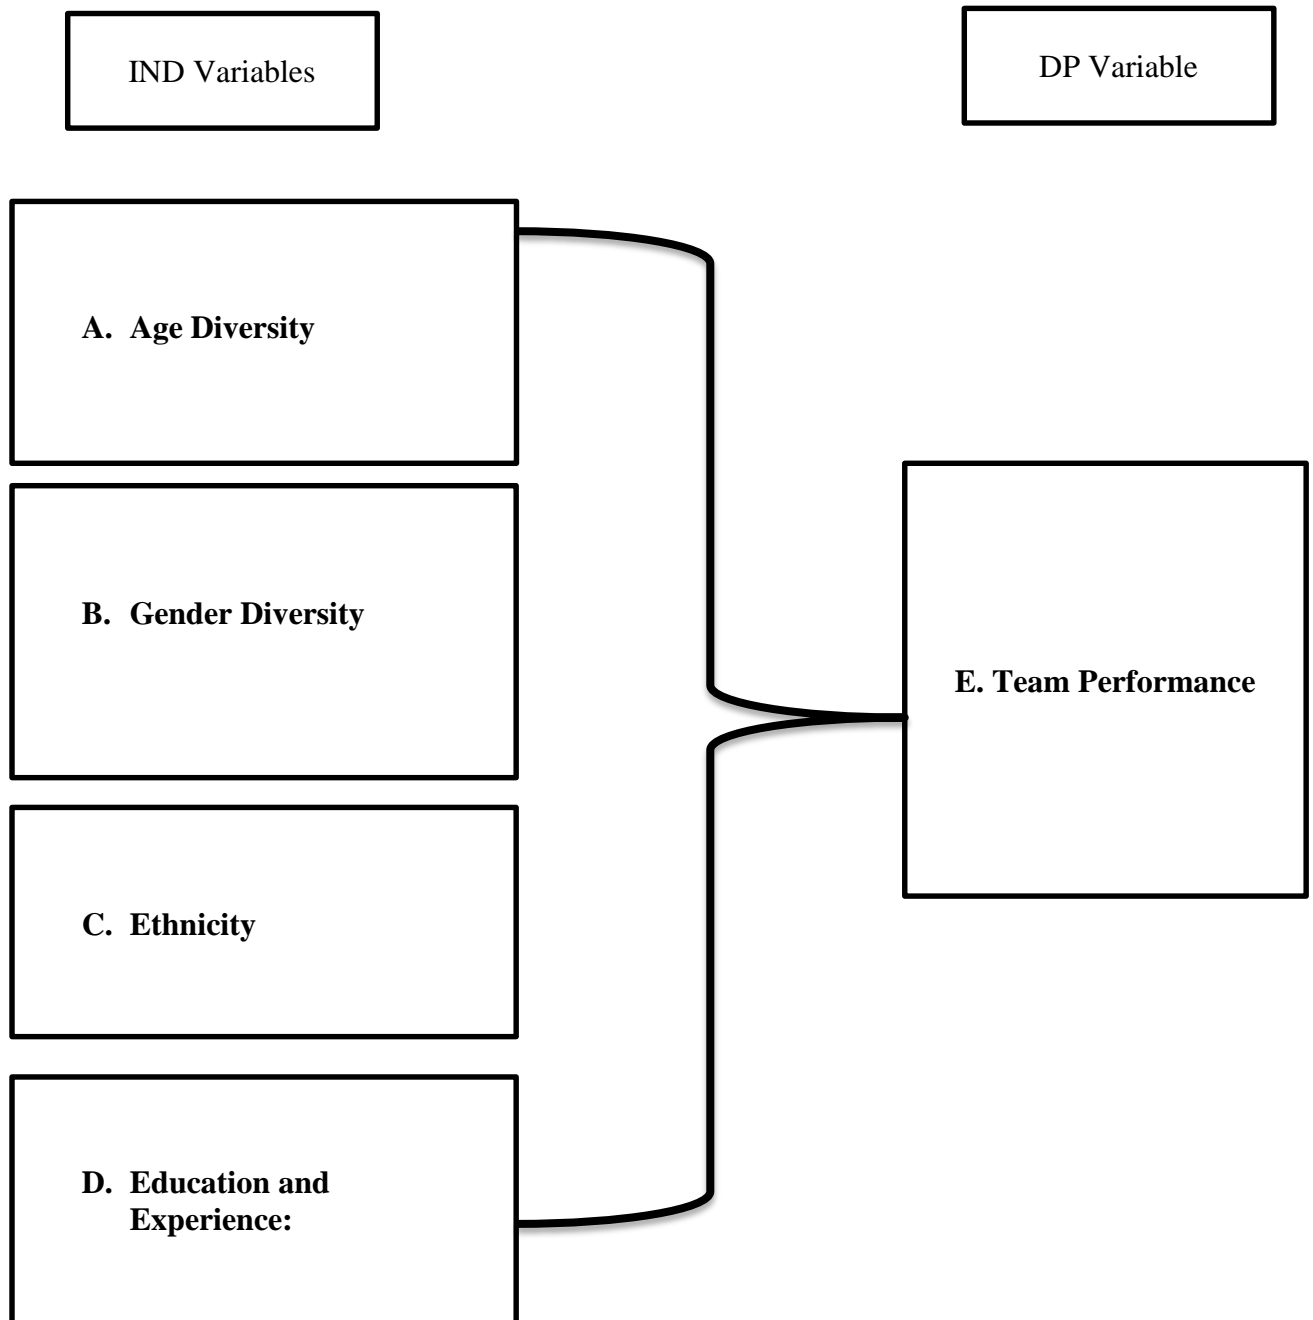 IND Variables
DP Variable
A. Age Diversity
B. Gender Diversity
E. Team Performance
C. Ethnicity
D. Education and
Experience: